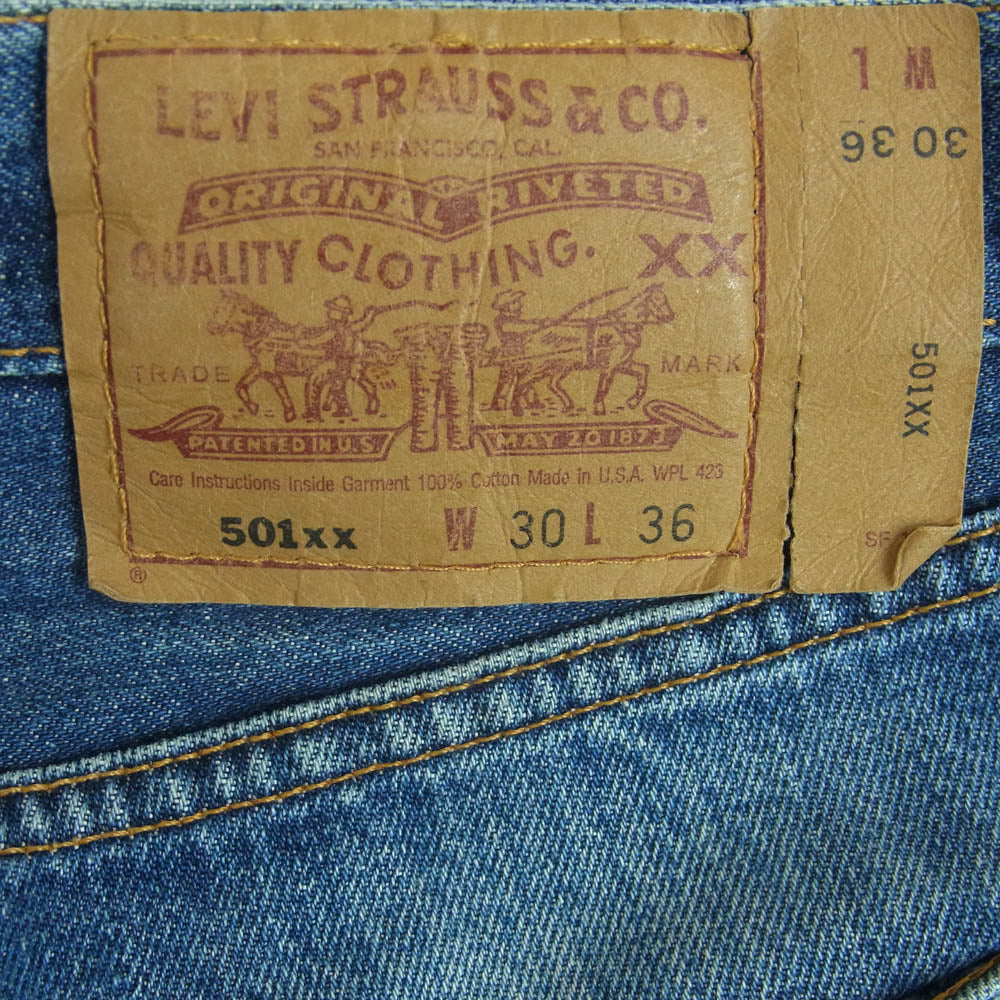 LEVI STRAUSS & CO.
SAN FRANCISCO, CAL.
ORIGINAL RIVETED
QUALITY CLOTHING. XX
TRADE MARK
PATENTED IN U.S. MAY 20 1873
Care Instructions Inside Garment 100% Cotton Made in U.S.A. WPL 423
501xx W 30 L 36
®
W L
30 36
501XX
SF